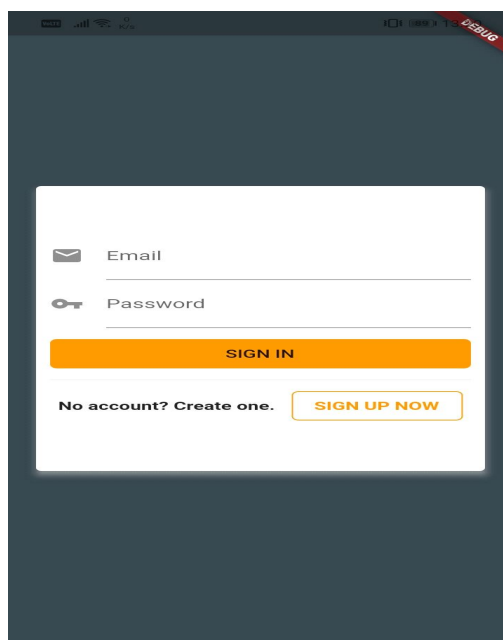 DEBUG
Email
Password
SIGN IN
No account? Create one. SIGN UP NOW